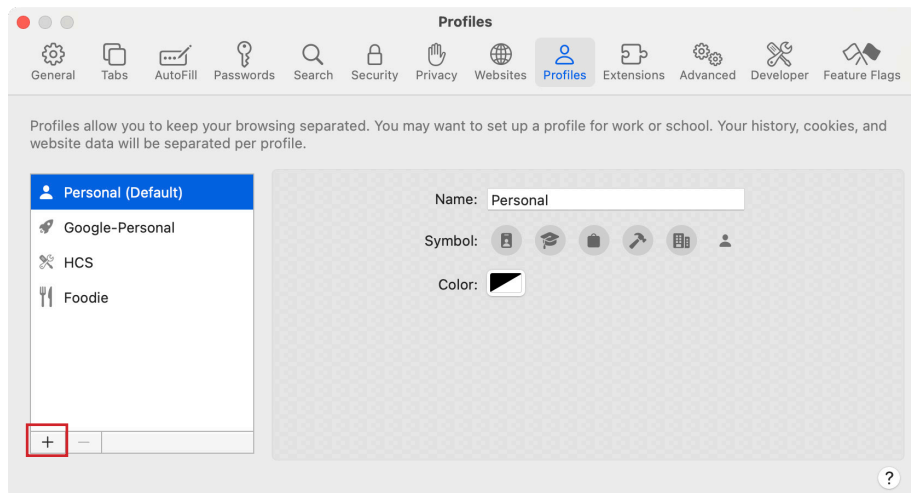 Profiles
General Tabs AutoFill Passwords Search Security Privacy Websites Profiles Extensions Advanced Developer Feature Flags
Profiles allow you to keep your browsing separated. You may want to set up a profile for work or school. Your history, cookies, and
website data will be separated per profile.
Personal (Default)
Google-Personal
HCS
Foodie
+ −
Name: Personal
Symbol:
Color:
?